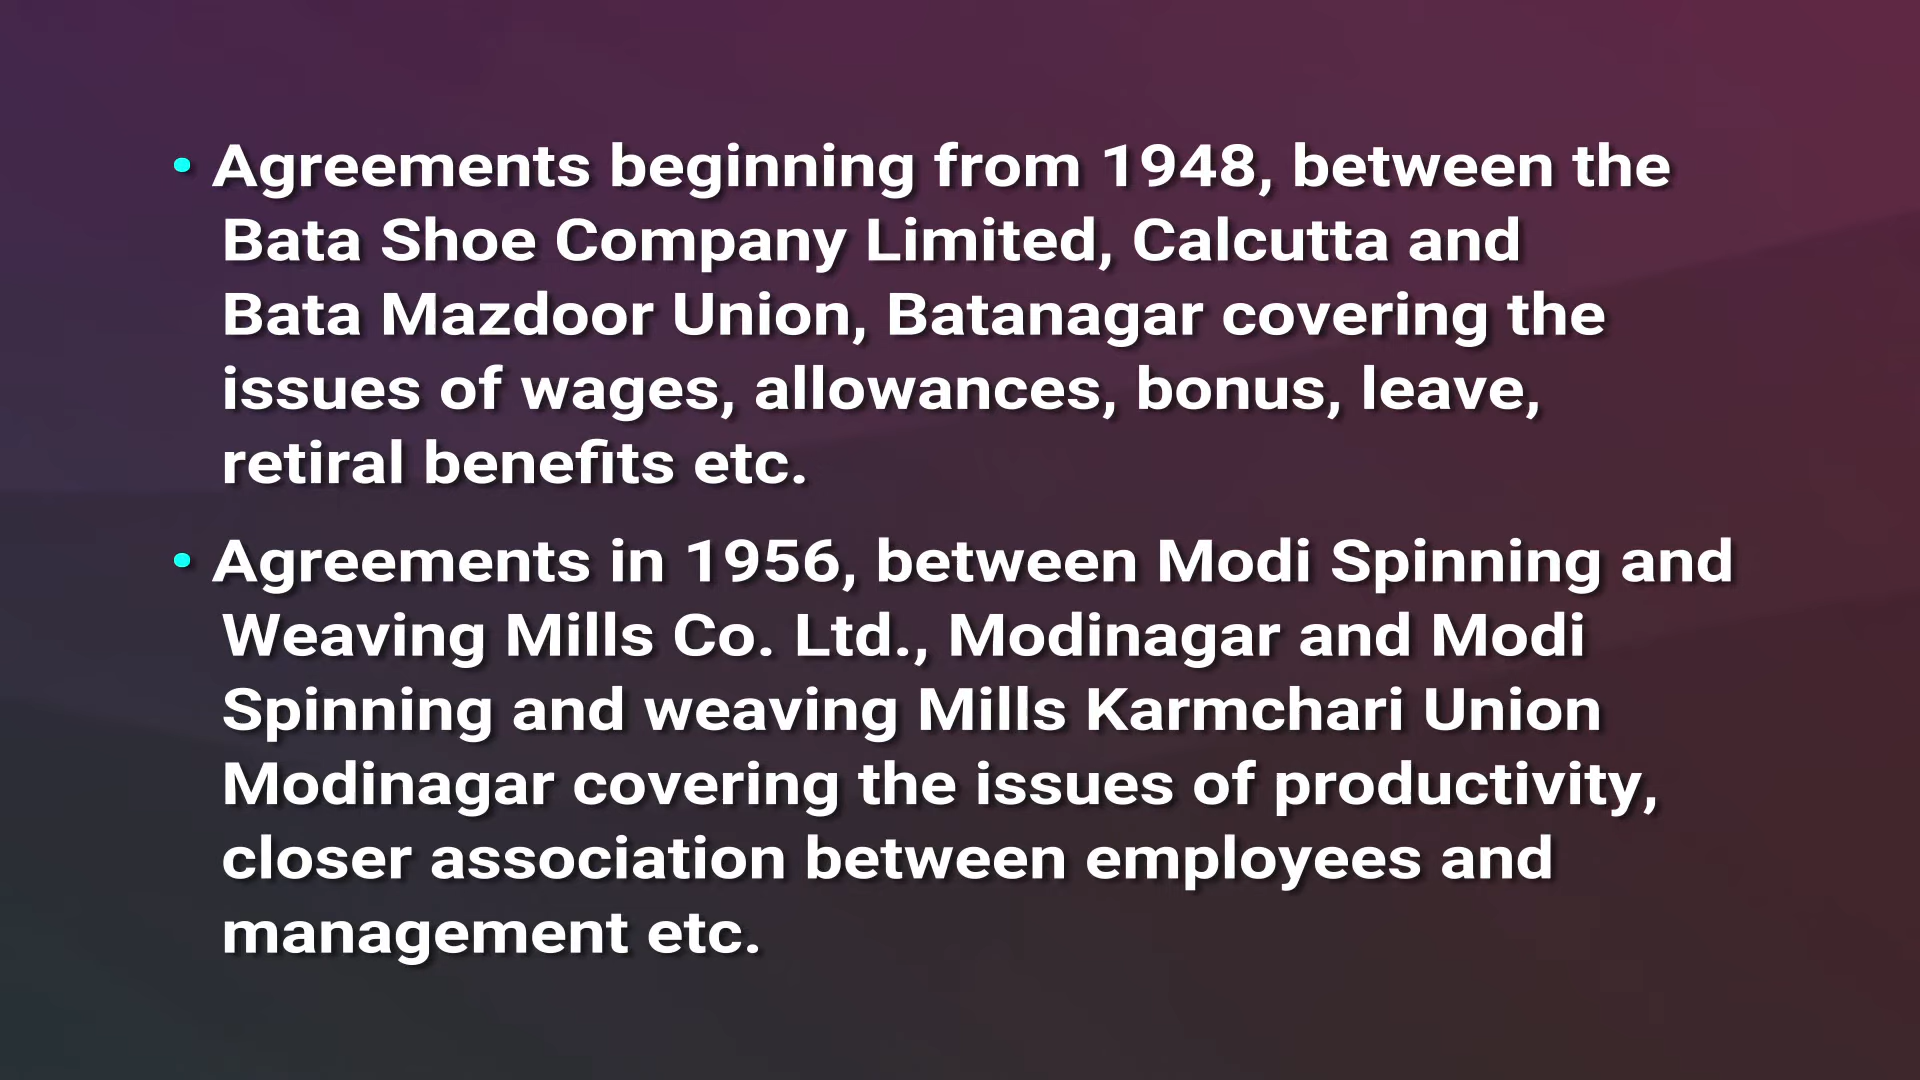 • Agreements beginning from 1948, between the
Bata Shoe Company Limited, Calcutta and
Bata Mazdoor Union, Batanagar covering the
issues of wages, allowances, bonus, leave,
retiral benefits etc.
• Agreements in 1956, between Modi Spinning and
Weaving Mills Co. Ltd., Modinagar and Modi
Spinning and weaving Mills Karmchari Union
Modinagar covering the issues of productivity,
closer association between employees and
management etc.